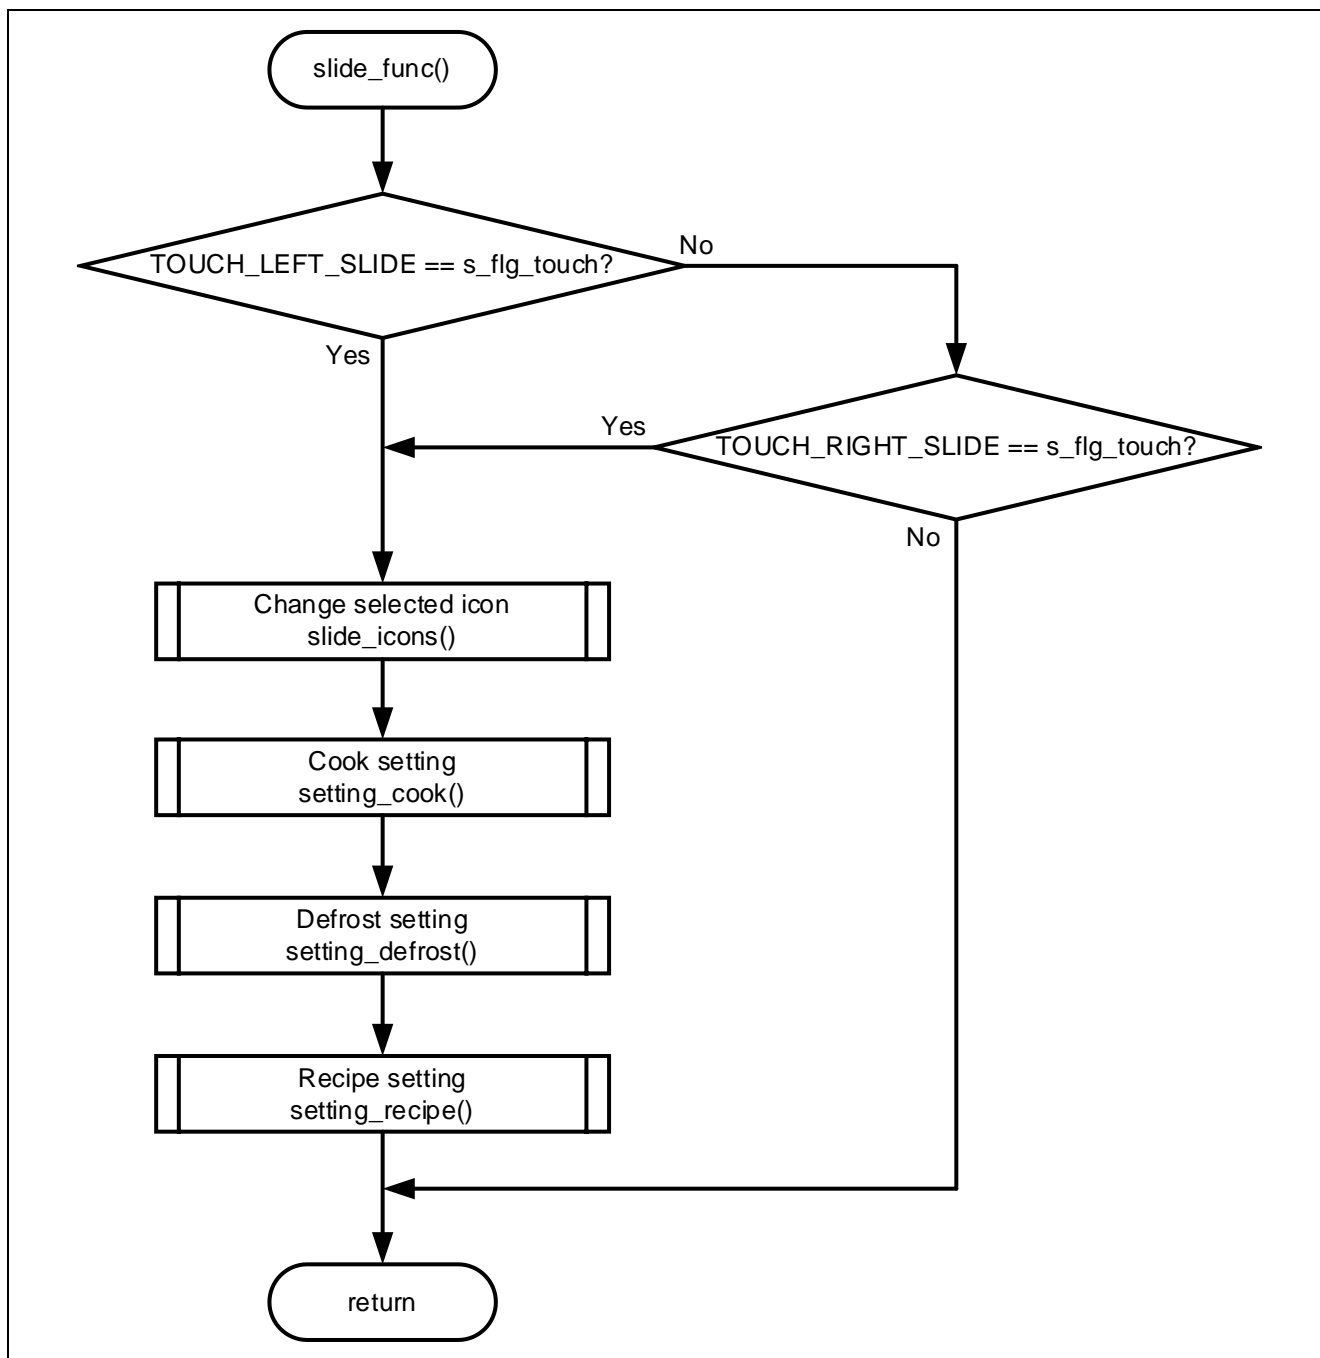 slide_func()
TOUCH_LEFT_SLIDE == s_flg_touch?
No
Yes
TOUCH_RIGHT_SLIDE == s_flg_touch?
Yes
No
Change selected icon
slide_icons()
Cook setting
setting_cook()
Defrost setting
setting_defrost()
Recipe setting
setting_recipe()
return